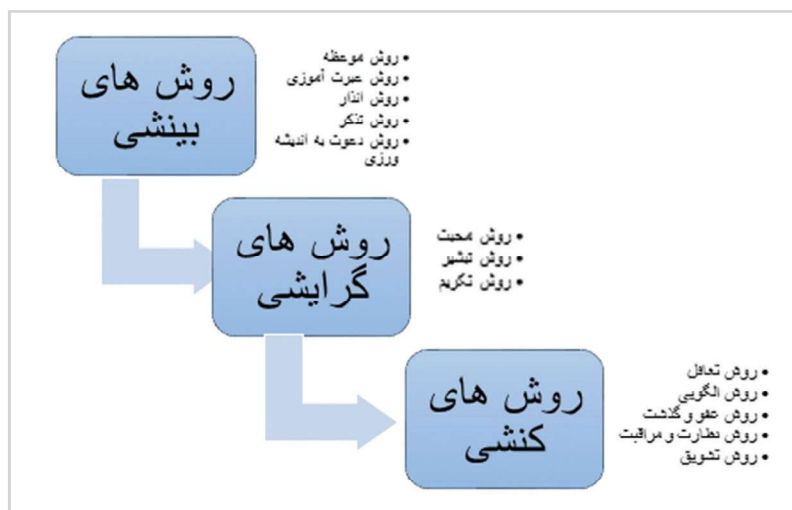 روش های
بینشی
• روش موعظه
• روش عبرت آموزی
• روش انذار
• روش تذکر
• روش دعوت به اندیشه
ورزی
روش های
گرایشی
• روش محبت
• روش تبشیر
• روش تکریم
روش های
کنشی
• روش تغافل
• روش الگویی
• روش عفو و گذشت
• روش نظارت و مراقبت
• روش تشویق